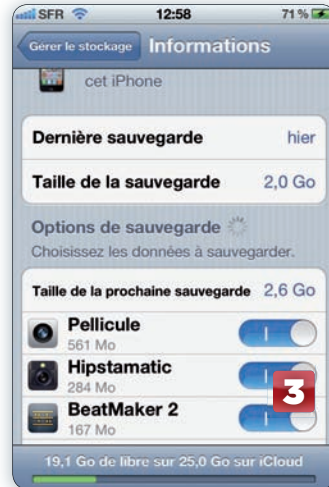 SFR 12:58 71 %
Gérer le stockage Informations
cet iPhone
Dernière sauvegarde hier
Taille de la sauvegarde 2,0 Go
Options de sauvegarde
Choisissez les données à sauvegarder.
Taille de la prochaine sauvegarde 2,6 Go
Pellicule
561 Mo
Hipstamatic
284 Mo
3
BeatMaker 2
167 Mo
19,1 Go de libre sur 25,0 Go sur iCloud